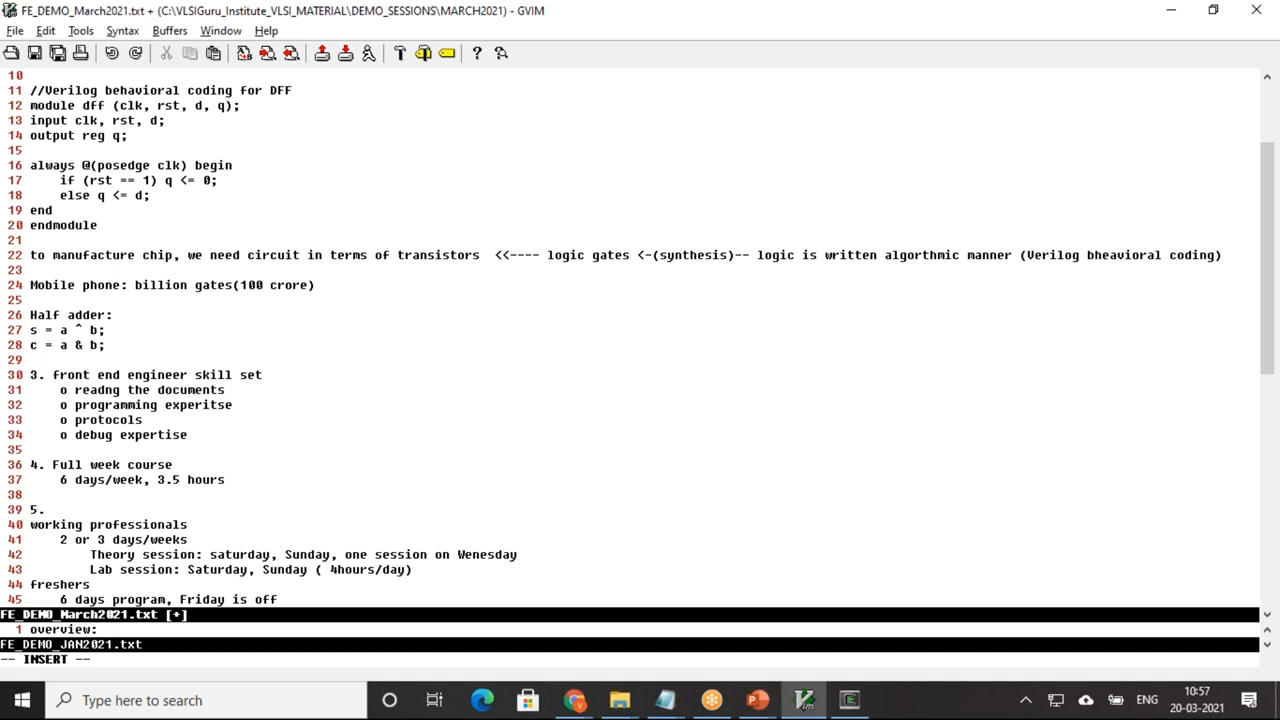 FE_DEMO_March2021.txt + (C:\VLSIGuru_Institute_VLSI_MATERIAL\DEMO_SESSIONS\MARCH2021) - GVIM
File Edit Tools Syntax Buffers Window Help
10
11 //Verilog behavioral coding for DFF
12 module dff (clk, rst, d, q);
13 input clk, rst, d;
14 output reg q;
15
16 always @(posedge clk) begin
17 if (rst == 1) q <= 0;
18 else q <= d;
19 end
20 endmodule
21
22 to manufacture chip, we need circuit in terms of transistors <<---- logic gates <-(synthesis)-- logic is written algorthmic manner (Verilog bheavioral coding)
23
24 Mobile phone: billion gates(100 crore)
25
26 Half adder:
27 s = a ^ b;
28 c = a & b;
29
30 3. front end engineer skill set
31 o readng the documents
32 o programming experitse
33 o protocols
34 o debug expertise
35
36 4. Full week course
37 6 days/week, 3.5 hours
38
39 5.
40 working professionals
41 2 or 3 days/weeks
42 Theory session: saturday, Sunday, one session on Wenesday
43 Lab session: Saturday, Sunday ( 4hours/day)
44 freshers
45 6 days program, Friday is off
FE_DEMO_March2021.txt [+]
1 overview:
FE_DEMO_JAN2021.txt
-- INSERT --
Type here to search
ENG
10:57
20-03-2021